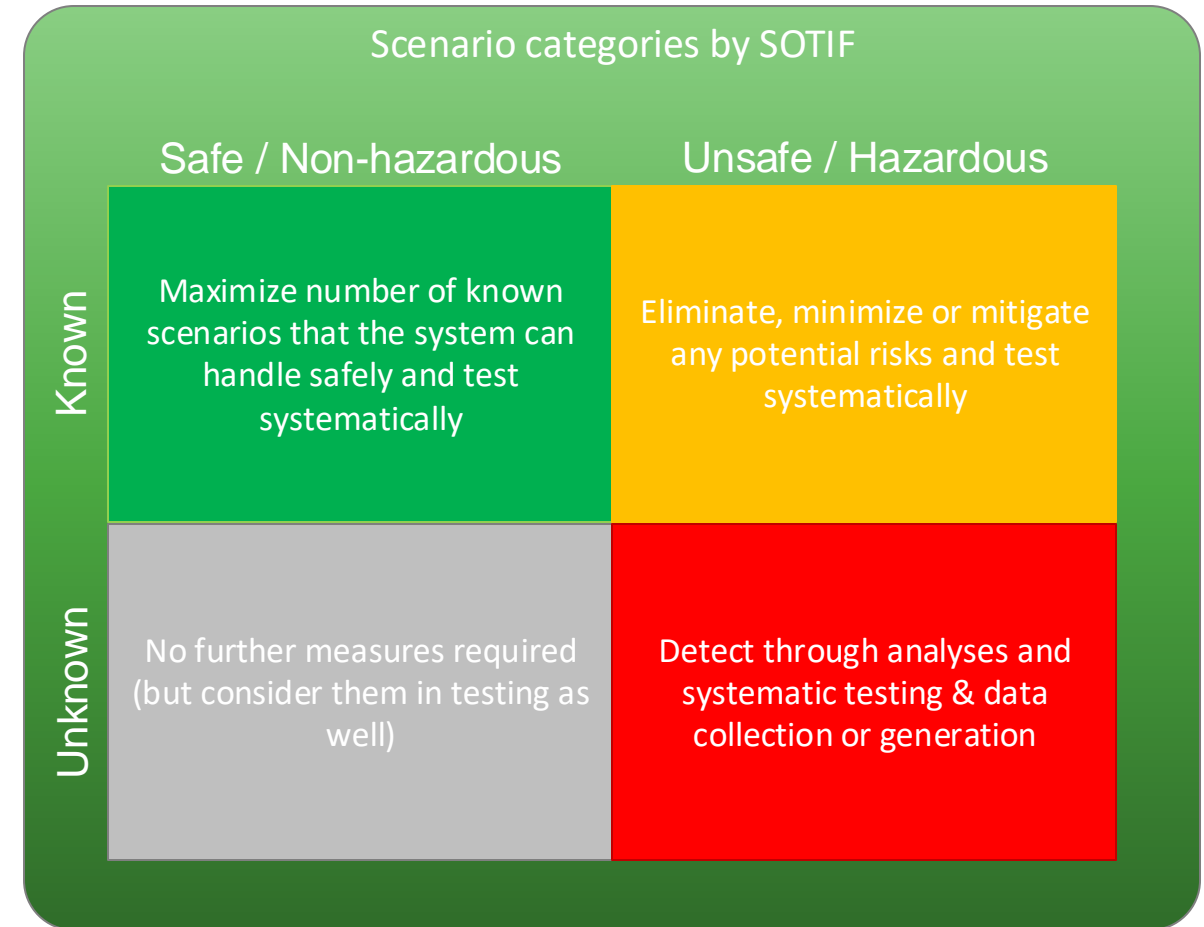 Scenario categories by SOTIF
Safe / Non-hazardous
Unsafe / Hazardous
Known
Maximize number of known
scenarios that the system can
handle safely and test
systematically
Eliminate, minimize or mitigate
any potential risks and test
systematically
Unknown
No further measures required
(but consider them in testing as
well)
Detect through analyses and
systematic testing & data
collection or generation